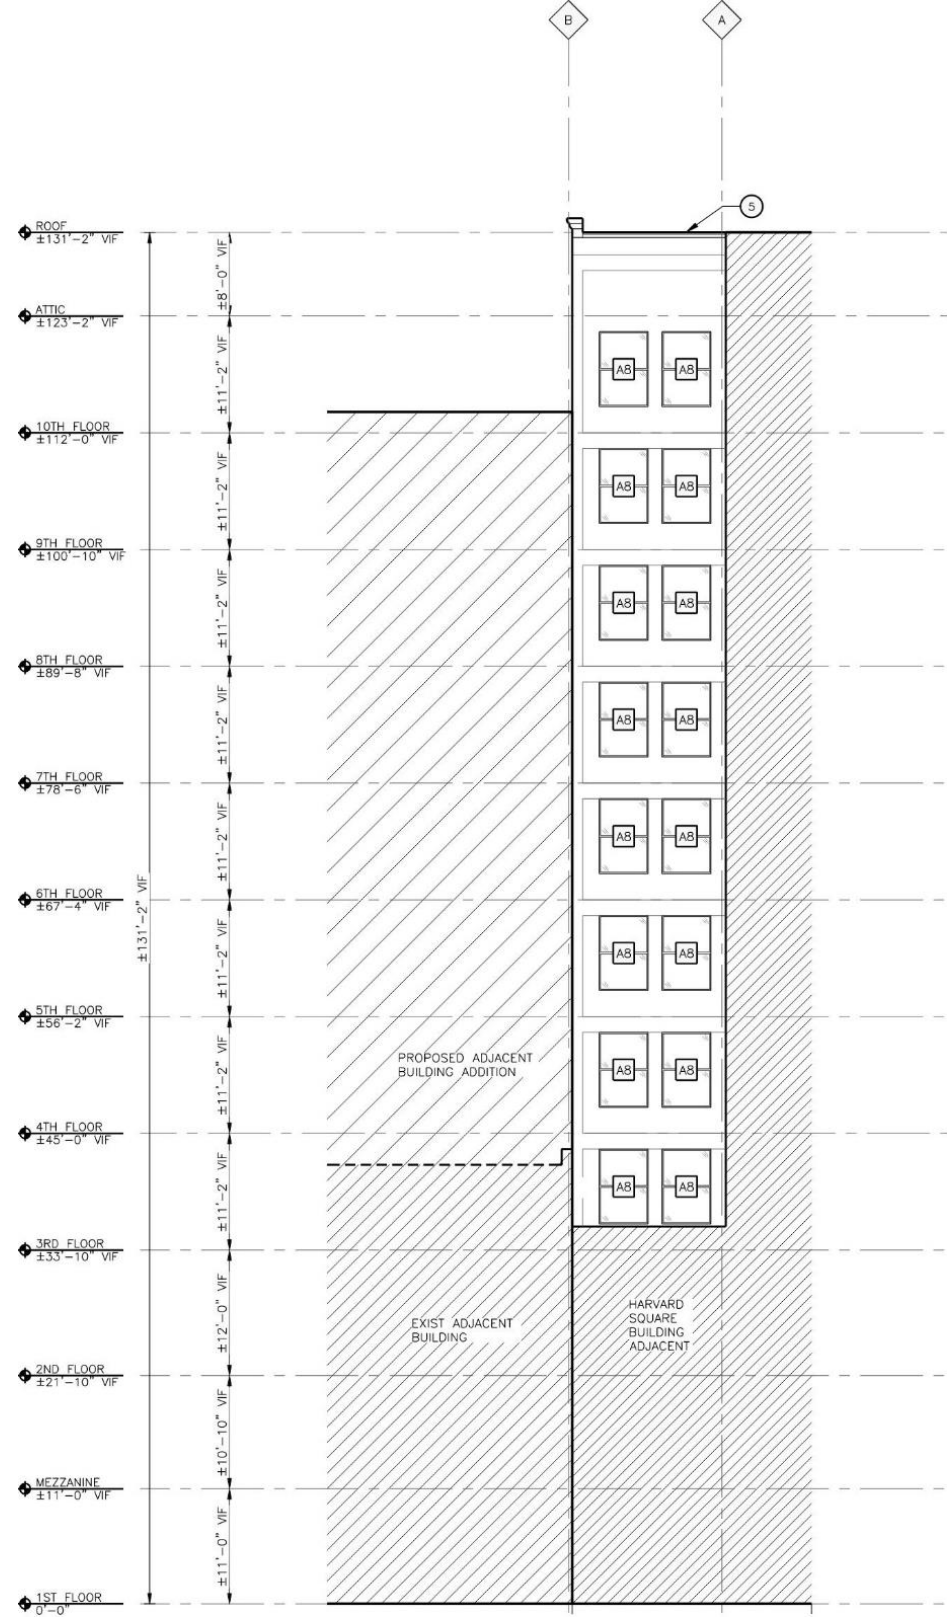 B
A
5
ROOF
±131'-2" VIF
±8'-0" VIF
ATTIC
±123'-2" VIF
±11'-2" VIF
A8
A8
10TH FLOOR
±112'-0" VIF
±11'-2" VIF
A8
A8
9TH FLOOR
±100'-10" VIF
±11'-2" VIF
A8
A8
8TH FLOOR
±89'-8" VIF
±11'-2" VIF
A8
A8
7TH FLOOR
±78'-6" VIF
±11'-2" VIF
A8
A8
6TH FLOOR
±67'-4" VIF
±131'-2" VIF
±11'-2" VIF
A8
A8
5TH FLOOR
±56'-2" VIF
±11'-2" VIF
PROPOSED ADJACENT
BUILDING ADDITION
A8
A8
4TH FLOOR
±45'-0" VIF
±11'-2" VIF
A8
A8
3RD FLOOR
±33'-10" VIF
±12'-0" VIF
EXIST ADJACENT
BUILDING
HARVARD
SQUARE
BUILDING
ADJACENT
2ND FLOOR
±21'-10" VIF
±10'-10" VIF
MEZZANINE
±11'-0" VIF
±11'-0" VIF
1ST FLOOR
0'-0"